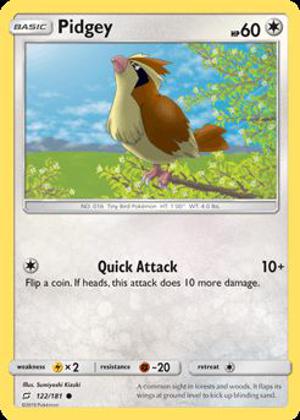 BASIC
Pidgey
HP60
NO. 016 Tiny Bird Pokémon HT: 1'00" WT: 4.0 lbs.
Quick Attack 10+
Flip a coin. If heads, this attack does 10 more damage.
weakness ×2 resistance -20 retreat
Illus. Sumiyoshi Kizuki
122/181
©2019 Pokémon
A common sight in forests and woods. It flaps its
wings at ground level to kick up blinding sand.